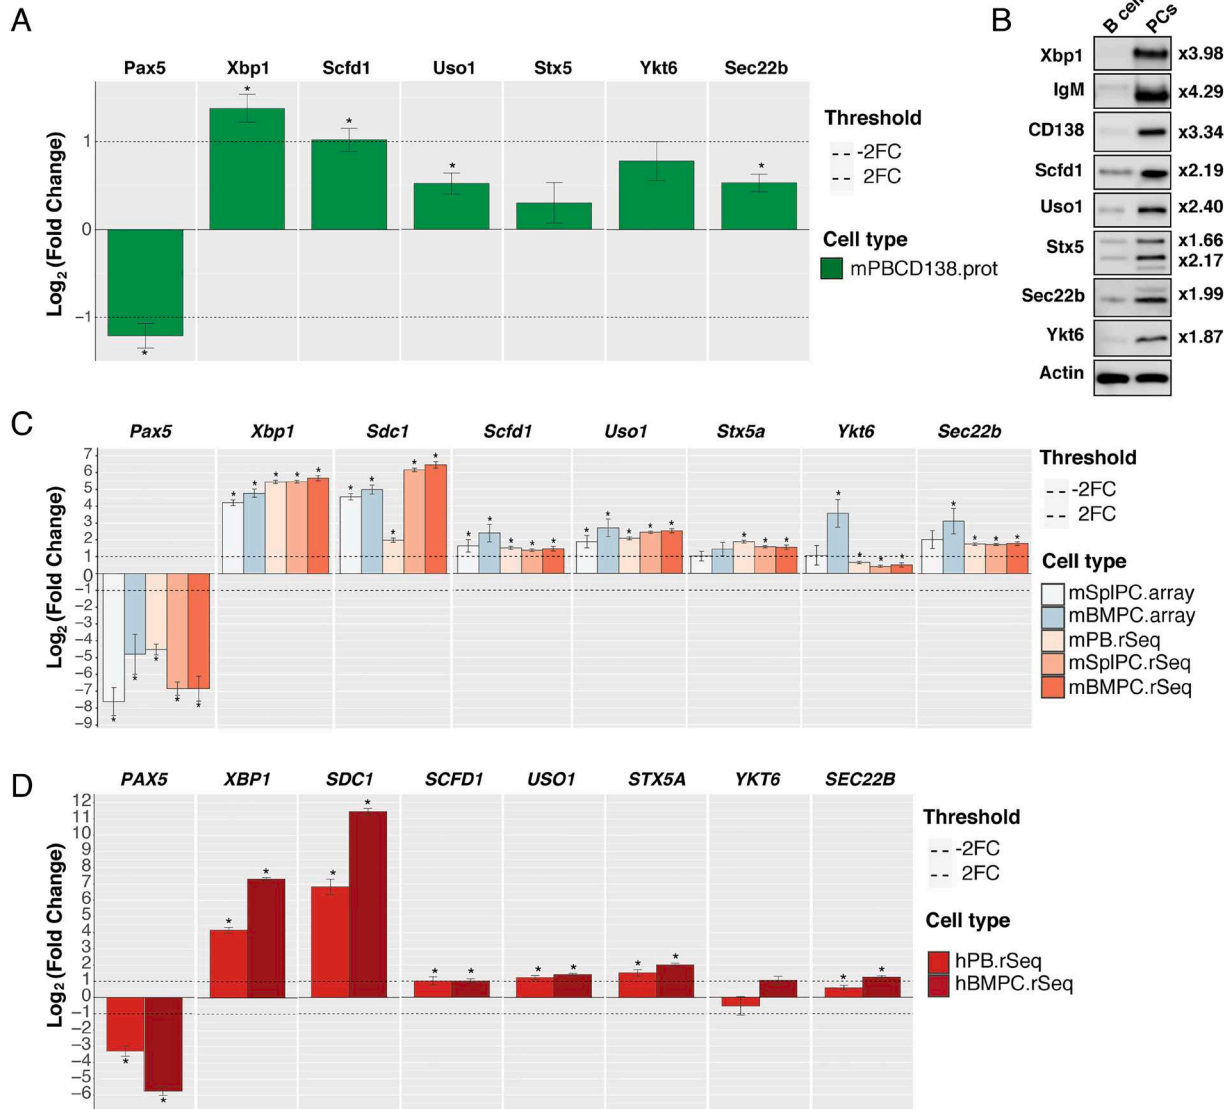 A
Pax5 Xbp1 Scfd1 Uso1 Stx5 Ykt6 Sec22b
Log2 (Fold Change)
1
0
−1
* * * * *
Threshold
-2FC
2FC
Cell type
mPBCD138.prot
B
B cell PCs
Xbp1 x3.98
IgM x4.29
CD138 x3.34
Scfd1 x2.19
Uso1 x2.40
Stx5 x1.66
x2.17
Sec22b x1.99
Ykt6 x1.87
Actin
C
Pax5 Xbp1 Sdc1 Scfd1 Uso1 Stx5a Ykt6 Sec22b
Log2 (Fold Change)
7
6
5
4
3
2
1
0
−1
−2
−3
−4
−5
−6
−7
−8
−9
Threshold
-2FC
2FC
Cell type
mSplPC.array
mBMPC.array
mPB.rSeq
mSplPC.rSeq
mBMPC.rSeq
D
PAX5 XBP1 SDC1 SCFD1 USO1 STX5A YKT6 SEC22B
Log2 (Fold Change)
12
11
10
9
8
7
6
5
4
3
2
1
0
−1
−2
−3
−4
−5
−6
Threshold
-2FC
2FC
Cell type
hPB.rSeq
hBMPC.rSeq